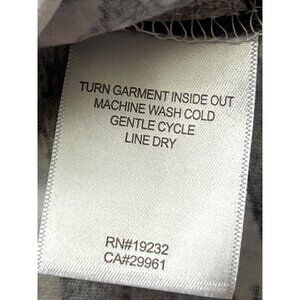 TURN GARMENT INSIDE OUT
MACHINE WASH COLD
GENTLE CYCLE
LINE DRY
RN#19232
CA#29961